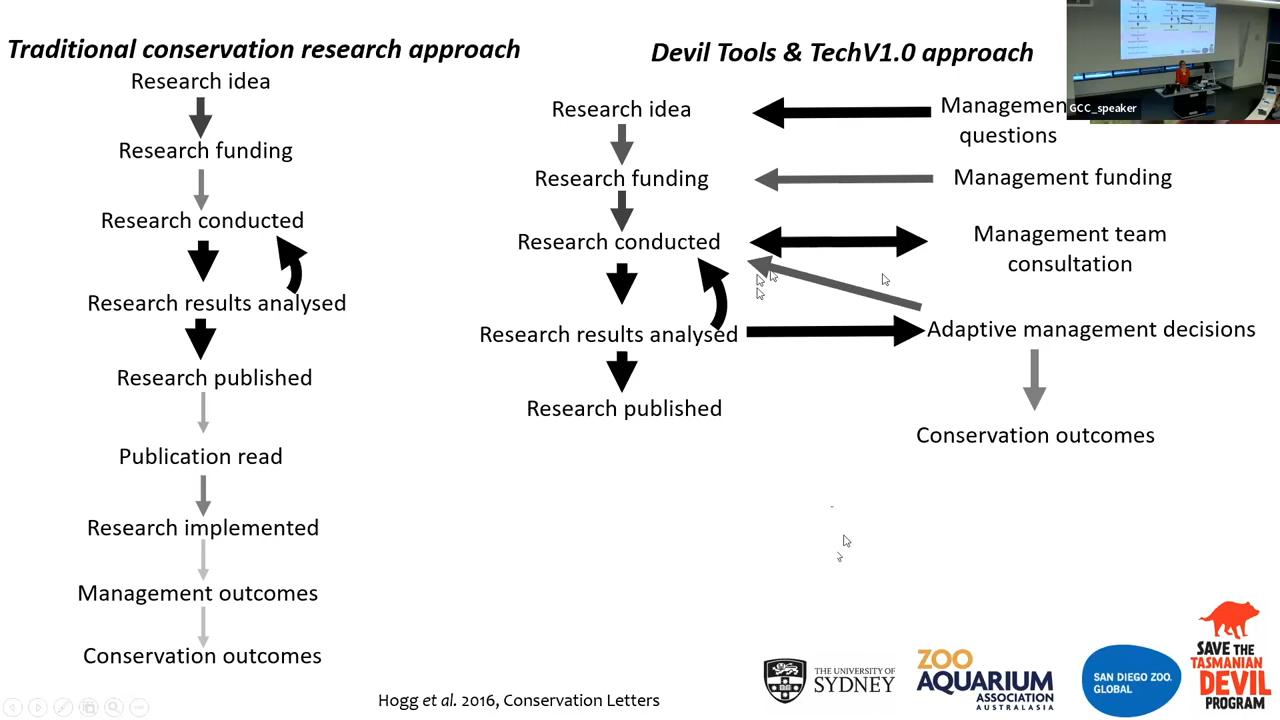 Traditional conservation research approach
Research idea
Research funding
Research conducted
Research results analysed
Research published
Publication read
Research implemented
Management outcomes
Conservation outcomes
Devil Tools & TechV1.0 approach
Research idea
Research funding
Research conducted
Research results analysed
Research published
questions
Management funding
Management team
consultation
Adaptive management decisions
Conservation outcomes
GCC_speaker
Hogg et al. 2016, Conservation Letters
THE UNIVERSITY OF
SYDNEY
ZOO
AQUARIUM
ASSOCIATION
AUSTRALASIA
SAN DIEGO ZOO
GLOBAL
SAVE THE
TASMANIAN
DEVIL
PROGRAM